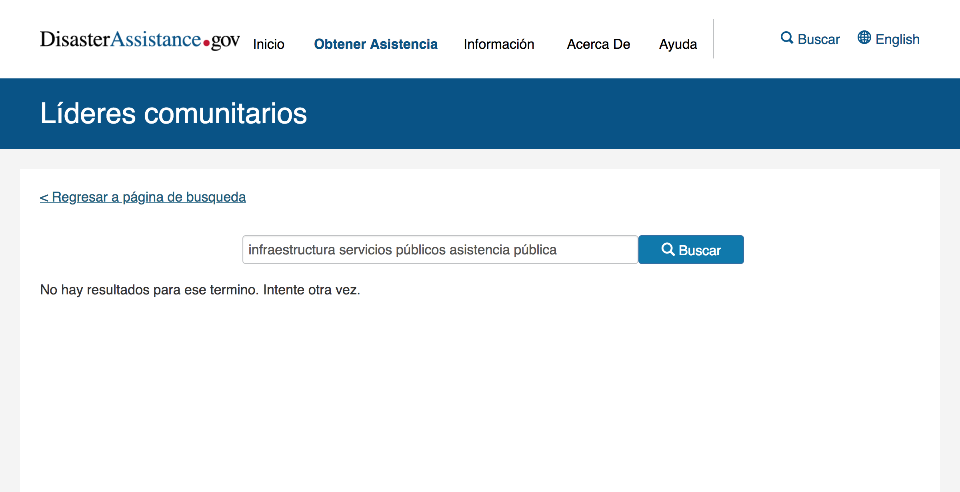 DisasterAssistance.gov Inicio Obtener Asistencia Información Acerca De Ayuda Buscar English
Líderes comunitarios
< Regresar a página de busqueda
infraestructura servicios públicos asistencia pública Buscar
No hay resultados para ese termino. Intente otra vez.